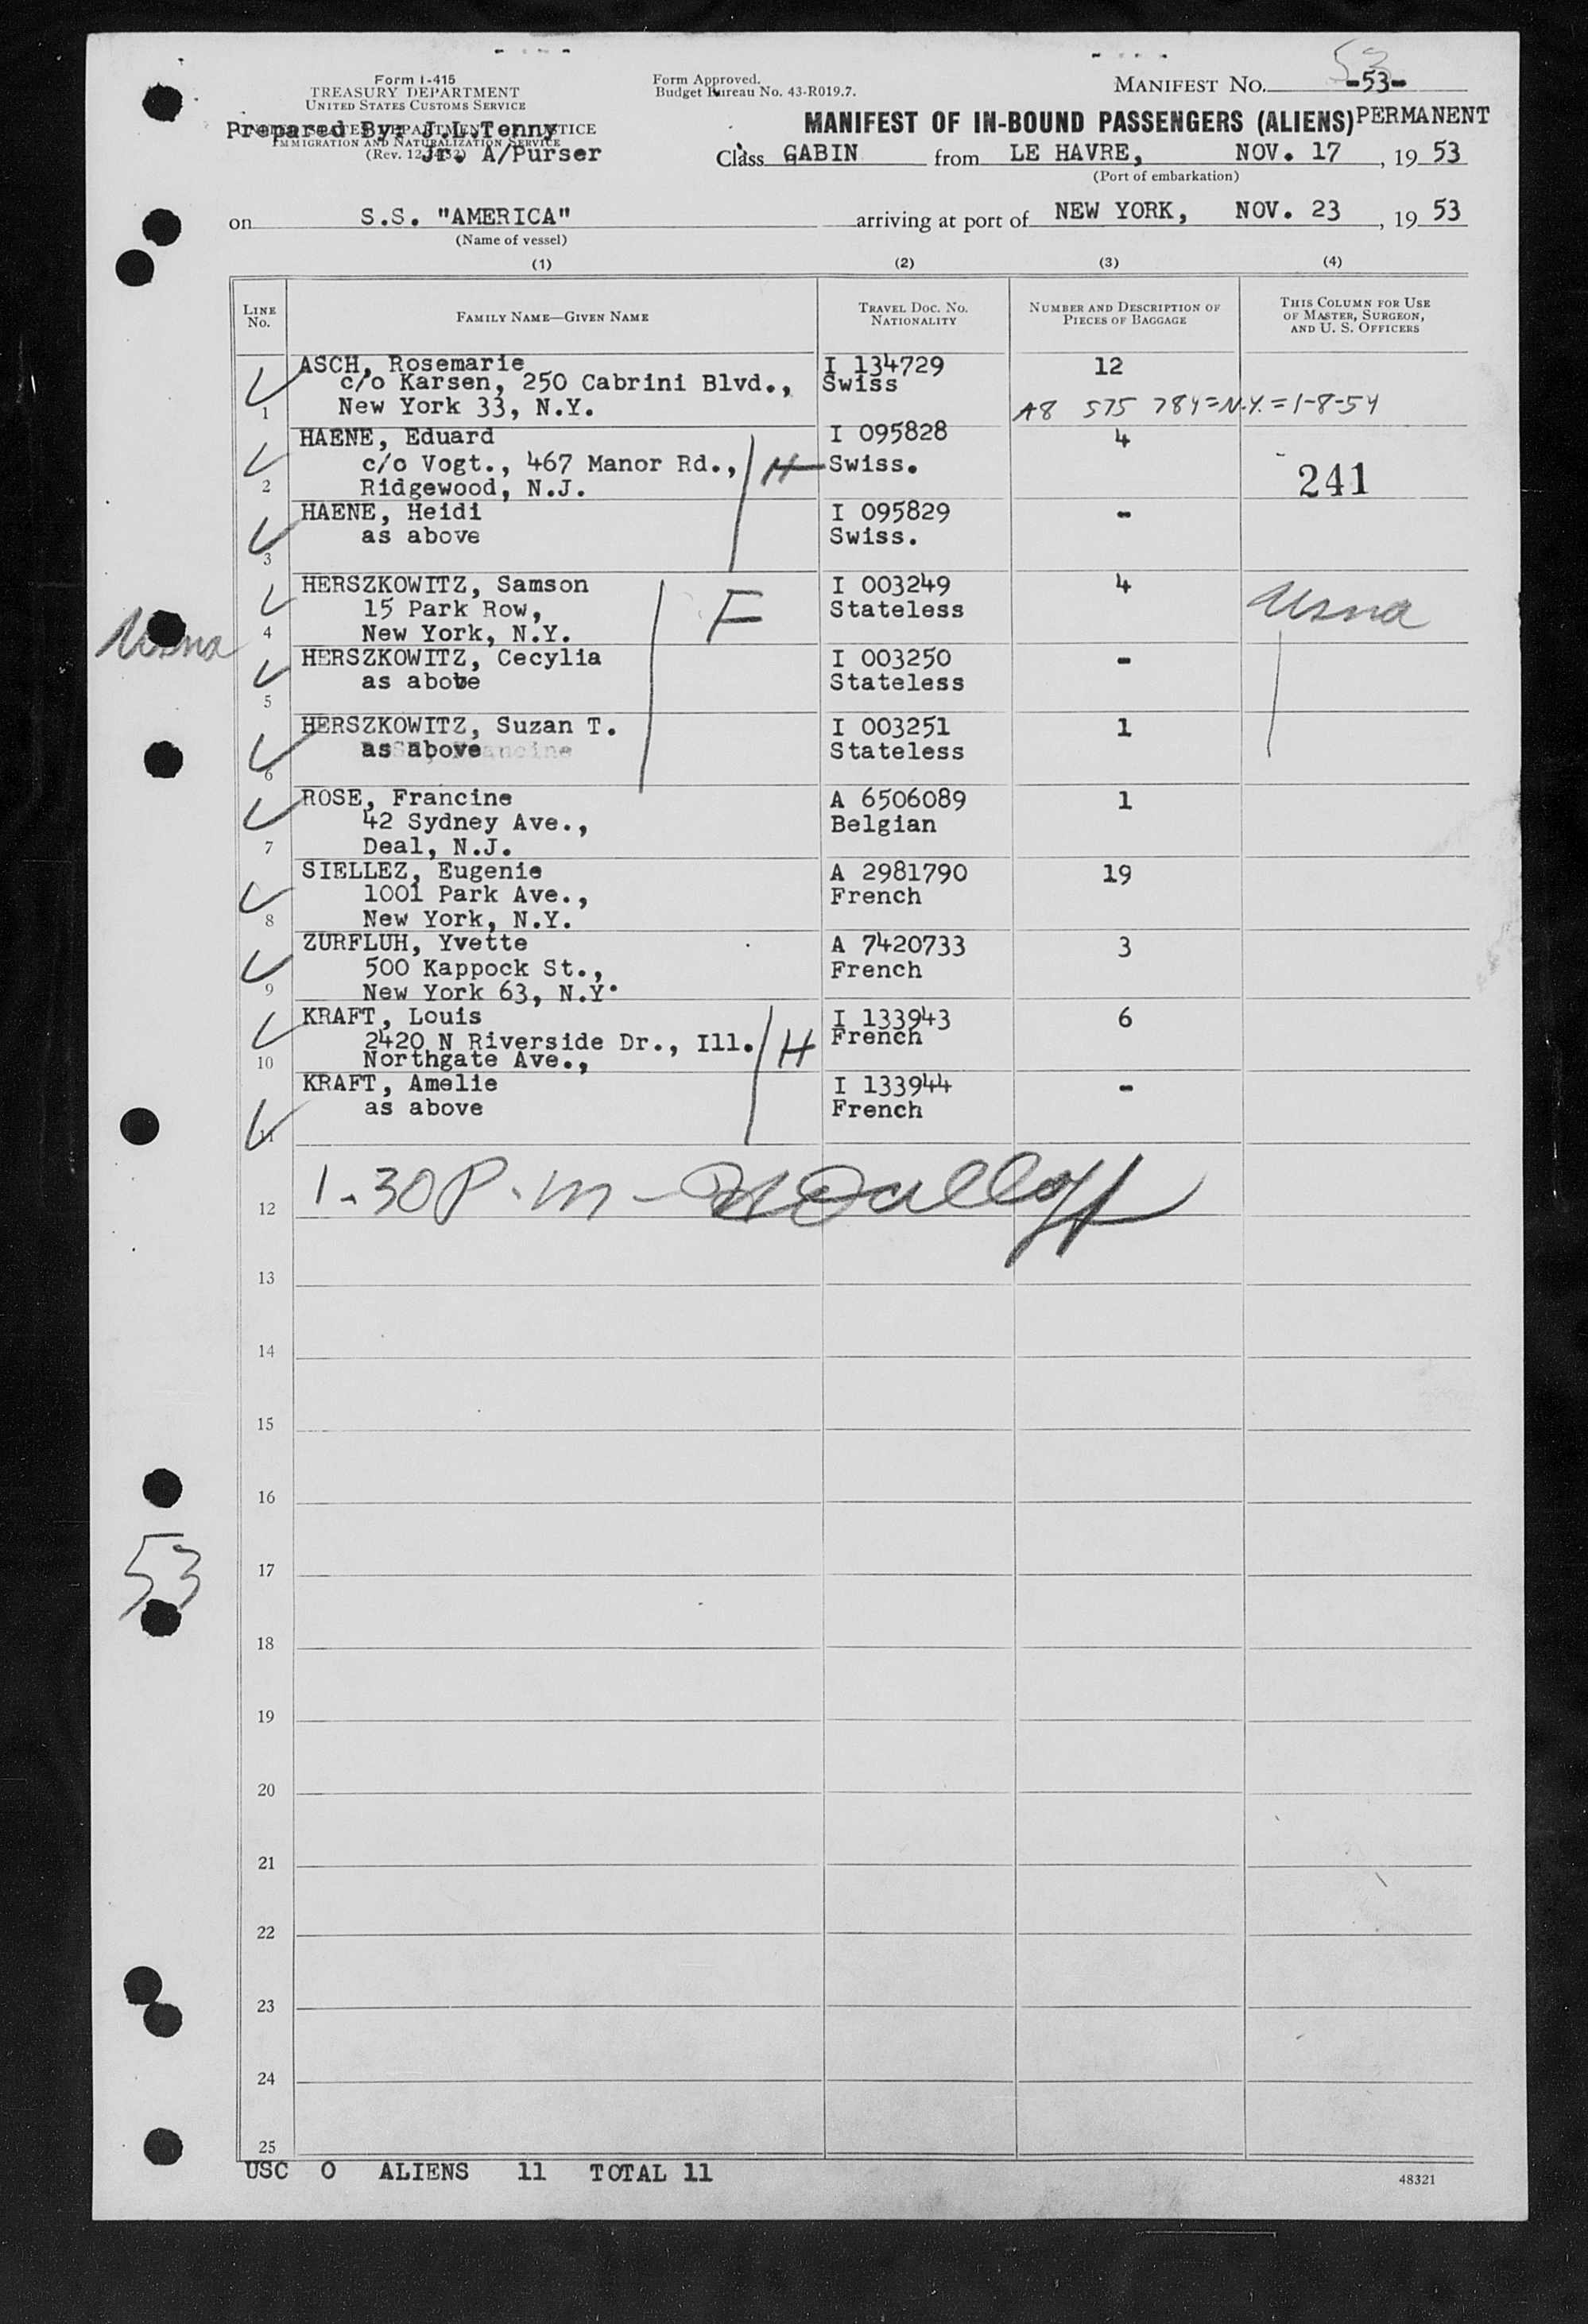 53
Form I-415
TREASURY DEPARTMENT
UNITED STATES CUSTOMS SERVICE
Form Approved.
Budget Bureau No. 43-R019.7.
MANIFEST No. -53-
Prepared By: J.L.Tenny
IMMIGRATION AND NATURALIZATION SERVICE
Jr. A/Purser
MANIFEST OF IN-BOUND PASSENGERS (ALIENS) PERMANENT
Class GABIN from LE HAVRE, NOV. 17, 19 53
(Port of embarkation)
on S.S. "AMERICA" arriving at port of NEW YORK, NOV. 23, 19 53
(Name of vessel)
(1) (2) (3) (4)
LINE No. FAMILY NAME—GIVEN NAME TRAVEL DOC. NO. NATIONALITY NUMBER AND DESCRIPTION OF PIECES OF BAGGAGE THIS COLUMN FOR USE OF MASTER, SURGEON, AND U. S. OFFICERS
ASCH, Rosemarie I 134729 12
c/o Karsen, 250 Cabrini Blvd., Swiss
1 New York 33, N.Y. A8 575 784=N.Y.=1-8-54
HAENE, Eduard I 095828 4
c/o Vogt., 467 Manor Rd., H Swiss.
2 Ridgewood, N.J. 241
HAENE, Heidi I 095829 -
as above Swiss.
3
HERSZKOWITZ, Samson I 003249 4
15 Park Row, F Stateless usna
4 New York, N.Y.
usna
HERSZKOWITZ, Cecylia I 003250 -
as above Stateless
5
HERSZKOWITZ, Suzan T. I 003251 1
as above Stateless
6
ROSE, Francine A 6506089 1
42 Sydney Ave., Belgian
7 Deal, N.J.
SIELLEZ, Eugenie A 2981790 19
1001 Park Ave., French
8 New York, N.Y.
ZURFLUH, Yvette A 7420733 3
500 Kappock St., French
9 New York 63, N.Y.
KRAFT, Louis I 133943 6
2420 N Riverside Dr., Ill. H French
10 Northgate Ave.,
KRAFT, Amelie I 133944 -
as above French
11
12 1.30 P.m -
13
14
15
16
17
53
18
19
20
21
22
23
24
25
USC 0 ALIENS 11 TOTAL 11
48321